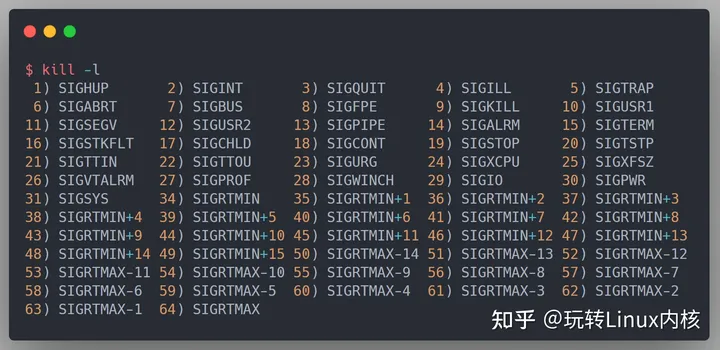 $ kill -l
1) SIGHUP 2) SIGINT 3) SIGQUIT 4) SIGILL 5) SIGTRAP
6) SIGABRT 7) SIGBUS 8) SIGFPE 9) SIGKILL 10) SIGUSR1
11) SIGSEGV 12) SIGUSR2 13) SIGPIPE 14) SIGALRM 15) SIGTERM
16) SIGSTKFLT 17) SIGCHLD 18) SIGCONT 19) SIGSTOP 20) SIGTSTP
21) SIGTTIN 22) SIGTTOU 23) SIGURG 24) SIGXCPU 25) SIGXFSZ
26) SIGVTALRM 27) SIGPROF 28) SIGWINCH 29) SIGIO 30) SIGPWR
31) SIGSYS 34) SIGRTMIN 35) SIGRTMIN+1 36) SIGRTMIN+2 37) SIGRTMIN+3
38) SIGRTMIN+4 39) SIGRTMIN+5 40) SIGRTMIN+6 41) SIGRTMIN+7 42) SIGRTMIN+8
43) SIGRTMIN+9 44) SIGRTMIN+10 45) SIGRTMIN+11 46) SIGRTMIN+12 47) SIGRTMIN+13
48) SIGRTMIN+14 49) SIGRTMIN+15 50) SIGRTMAX-14 51) SIGRTMAX-13 52) SIGRTMAX-12
53) SIGRTMAX-11 54) SIGRTMAX-10 55) SIGRTMAX-9 56) SIGRTMAX-8 57) SIGRTMAX-7
58) SIGRTMAX-6 59) SIGRTMAX-5 60) SIGRTMAX-4 61) SIGRTMAX-3 62) SIGRTMAX-2
63) SIGRTMAX-1 64) SIGRTMAX
知乎 @玩转Linux内核